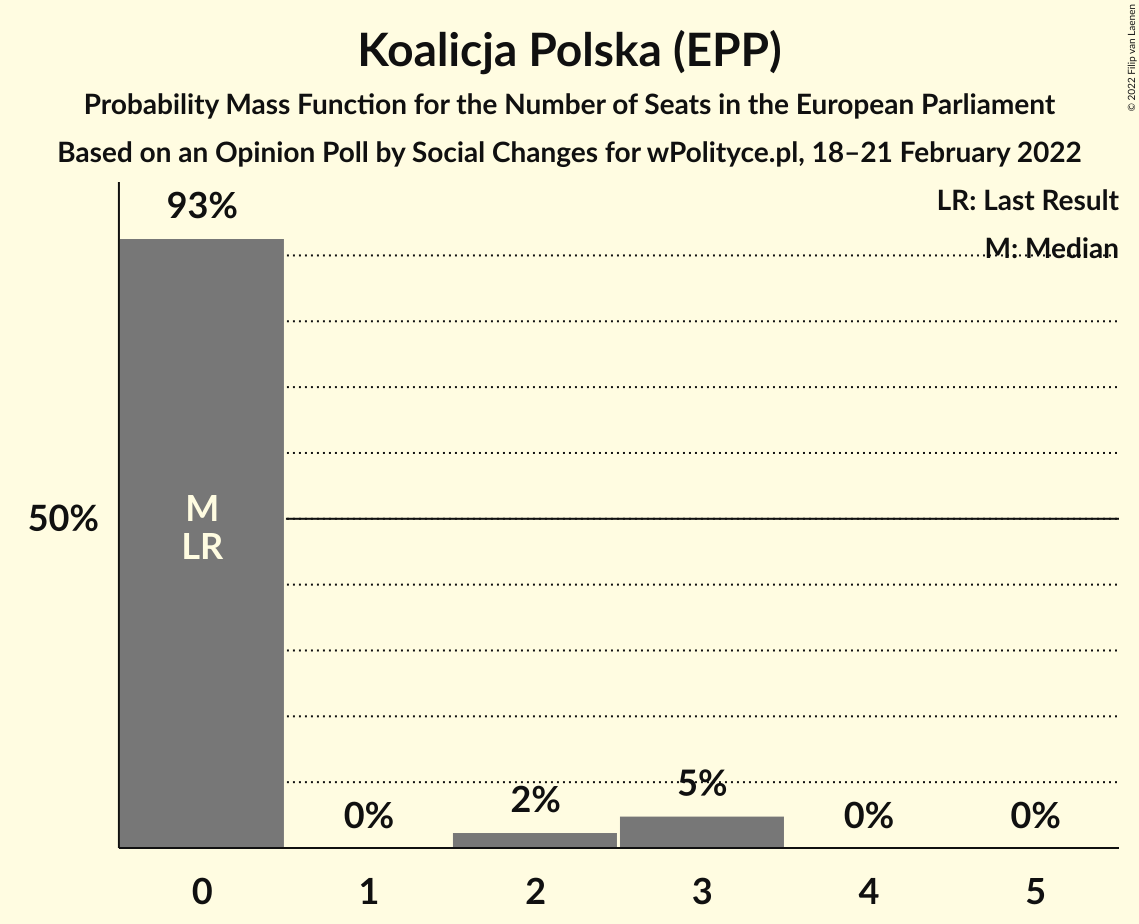 Koalicja Polska (EPP)
Probability Mass Function for the Number of Seats in the European Parliament
Based on an Opinion Poll by Social Changes for wPolityce.pl, 18–21 February 2022
© 2022 Filip van Laenen
LR: Last Result
M: Median
93%
50%
M
LR
0%
2%
5%
0%
0%
0
1
2
3
4
5